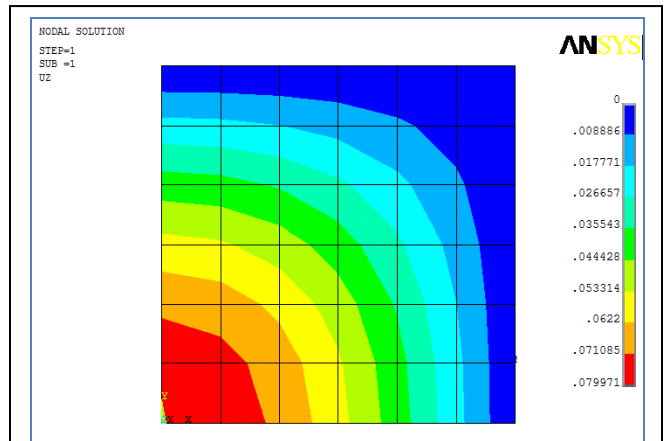 NODAL SOLUTION
STEP=1
SUB =1
UZ
ANSYS
0
.008886
.017771
.026657
.035543
.044428
.053314
.0622
.071085
.079971
Y
X X